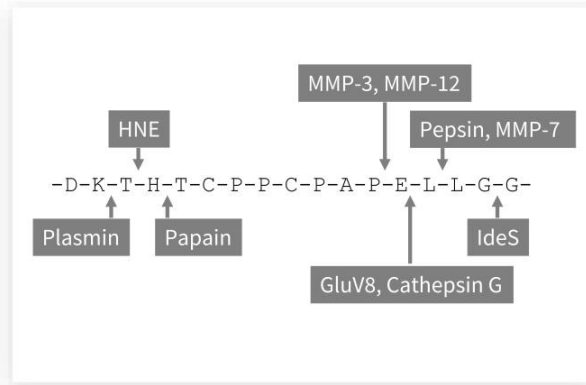 MMP-3, MMP-12
HNE
Pepsin, MMP-7
-D-K-T-H-T-C-P-P-C-P-A-P-E-L-L-G-G-
Plasmin
Papain
IdeS
GluV8, Cathepsin G